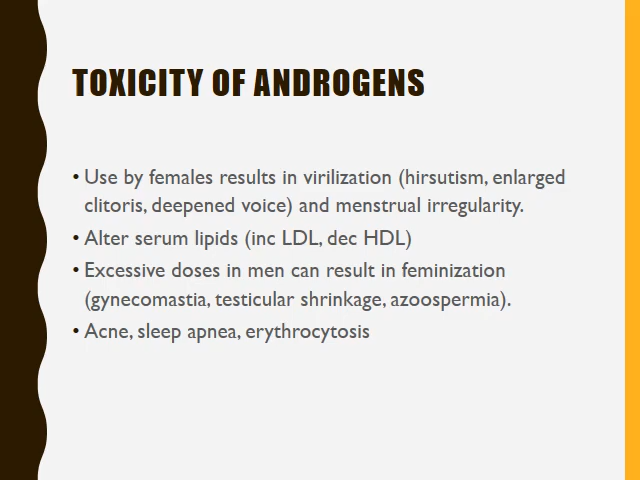 TOXICITY OF ANDROGENS
• Use by females results in virilization (hirsutism, enlarged
clitoris, deepened voice) and menstrual irregularity.
• Alter serum lipids (inc LDL, dec HDL)
• Excessive doses in men can result in feminization
(gynecomastia, testicular shrinkage, azoospermia).
• Acne, sleep apnea, erythrocytosis